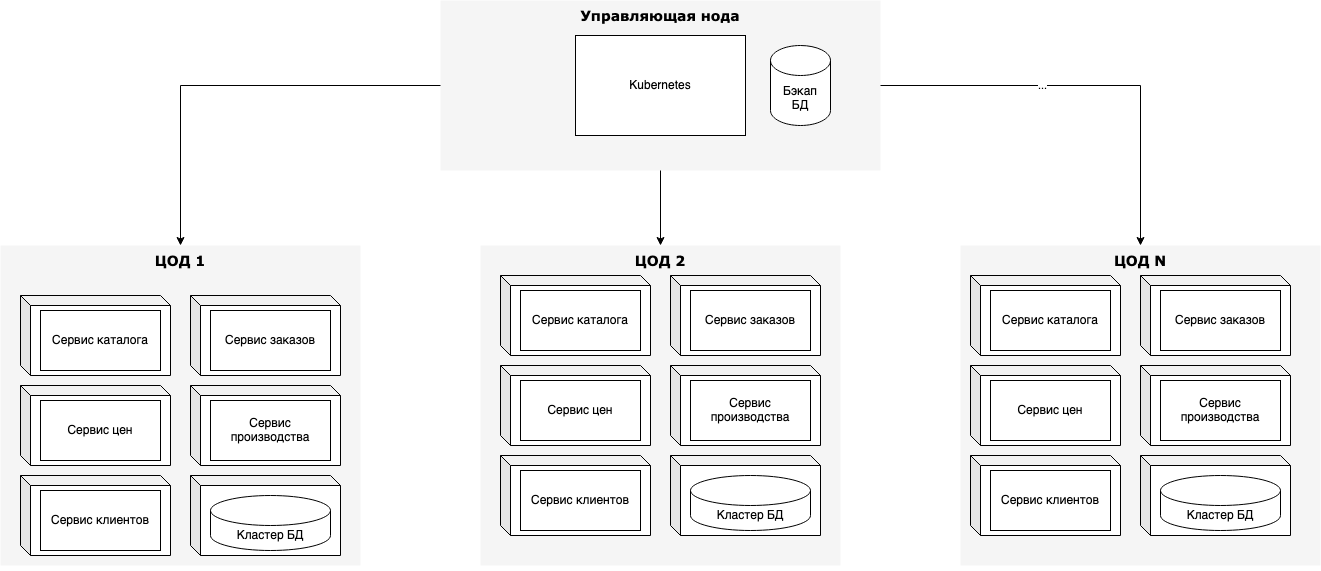 Управляющая нода
Kubernetes
Бэкап
БД
...
ЦОД 1
Сервис каталога
Сервис заказов
Сервис цен
Сервис
производства
Сервис клиентов
Кластер БД
ЦОД 2
Сервис каталога
Сервис заказов
Сервис цен
Сервис
производства
Сервис клиентов
Кластер БД
ЦОД N
Сервис каталога
Сервис заказов
Сервис цен
Сервис
производства
Сервис клиентов
Кластер БД